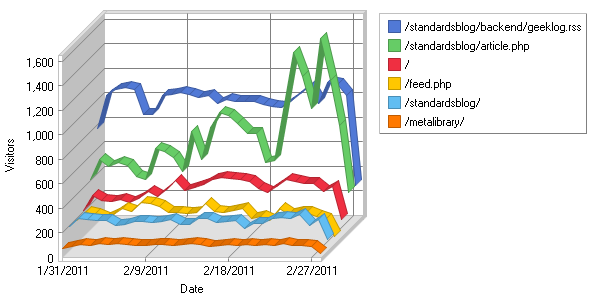 /standardsblog/backend/geeklog.rss
/standardsblog/article.php
/
/feed.php
/standardsblog/
/metalibrary/
1,600
1,400
1,200
1,000
800
600
400
200
0
Visitors
1/31/2011 2/9/2011 2/18/2011 2/27/2011
Date